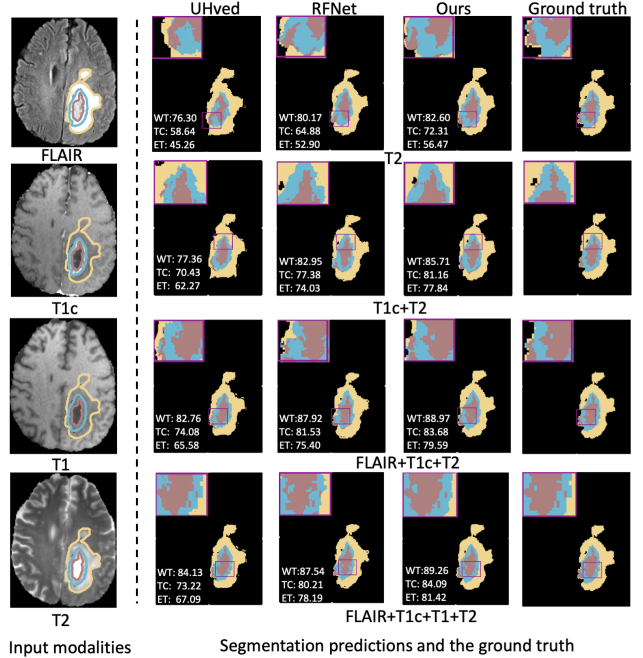 UHved RFNet Ours Ground truth
WT:76.30 WT:80.17 WT:82.60
TC: 58.64 TC: 64.88 TC: 72.31
ET: 45.26 ET: 52.90 ET: 56.47
FLAIR T2
WT: 77.36 WT:82.95 WT:85.71
TC: 70.43 TC: 77.38 TC: 81.16
ET: 62.27 ET: 74.03 ET: 77.84
T1c T1c+T2
WT: 82.76 WT: 87.92 WT: 88.97
TC: 74.08 TC: 81.53 TC: 83.68
ET: 65.58 ET: 75.40 ET: 79.59
T1 FLAIR+T1c+T2
WT: 84.13 WT: 87.54 WT: 89.26
TC: 73.22 TC: 80.21 TC: 84.09
ET: 67.09 ET: 78.19 ET: 81.42
T2 FLAIR+T1c+T1+T2
Input modalities Segmentation predictions and the ground truth